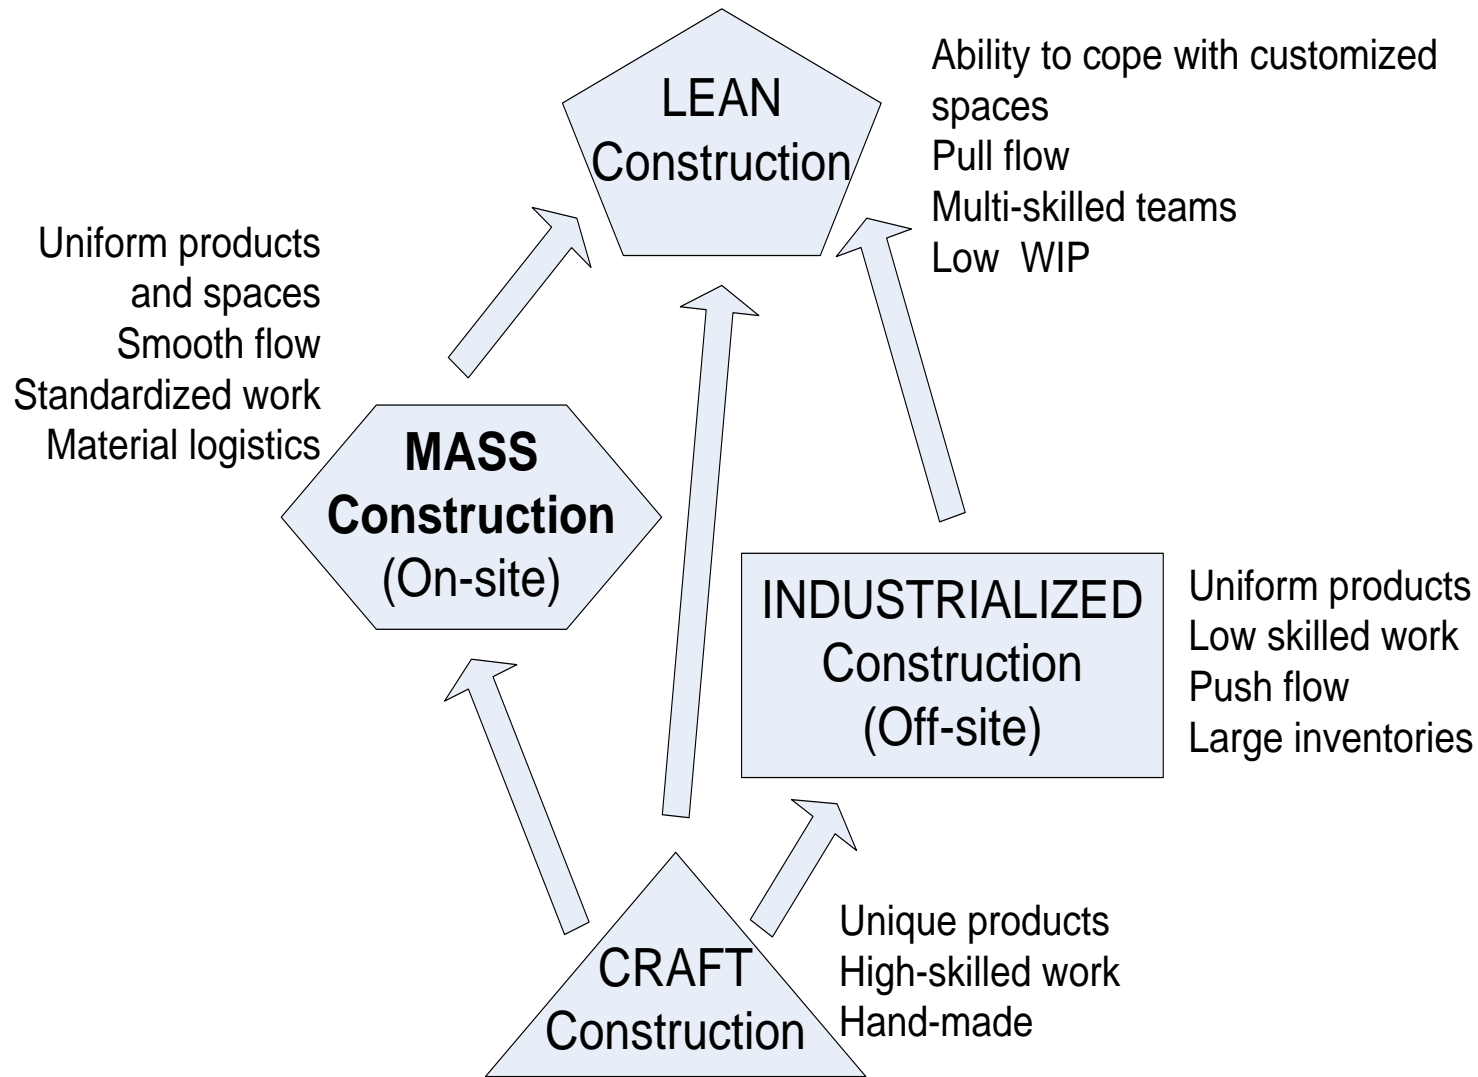 LEAN
Construction
Ability to cope with customized
spaces
Pull flow
Multi-skilled teams
Low WIP
Uniform products
and spaces
Smooth flow
Standardized work
Material logistics
MASS
Construction
(On-site)
INDUSTRIALIZED
Construction
(Off-site)
Uniform products
Low skilled work
Push flow
Large inventories
CRAFT
Construction
Unique products
High-skilled work
Hand-made